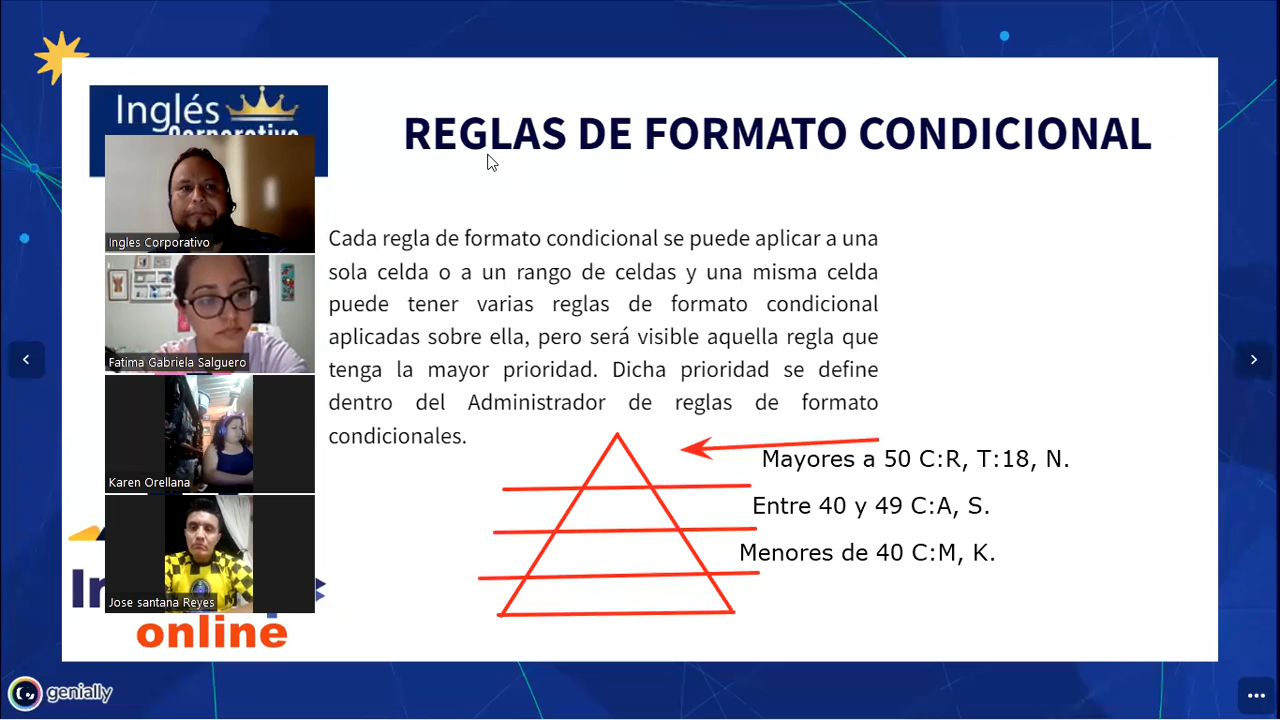 Inglés
Corporativo
REGLAS DE FORMATO CONDICIONAL
Ingles Corporativo
Fatima Gabriela Salguero
Karen Orellana
Jose santana Reyes
Cada regla de formato condicional se puede aplicar a una
sola celda o a un rango de celdas y una misma celda
puede tener varias reglas de formato condicional
aplicadas sobre ella, pero será visible aquella regla que
tenga la mayor prioridad. Dicha prioridad se define
dentro del Administrador de reglas de formato
condicionales.
Mayores a 50 C:R, T:18, N.
Entre 40 y 49 C:A, S.
Menores de 40 C:M, K.
online
genially